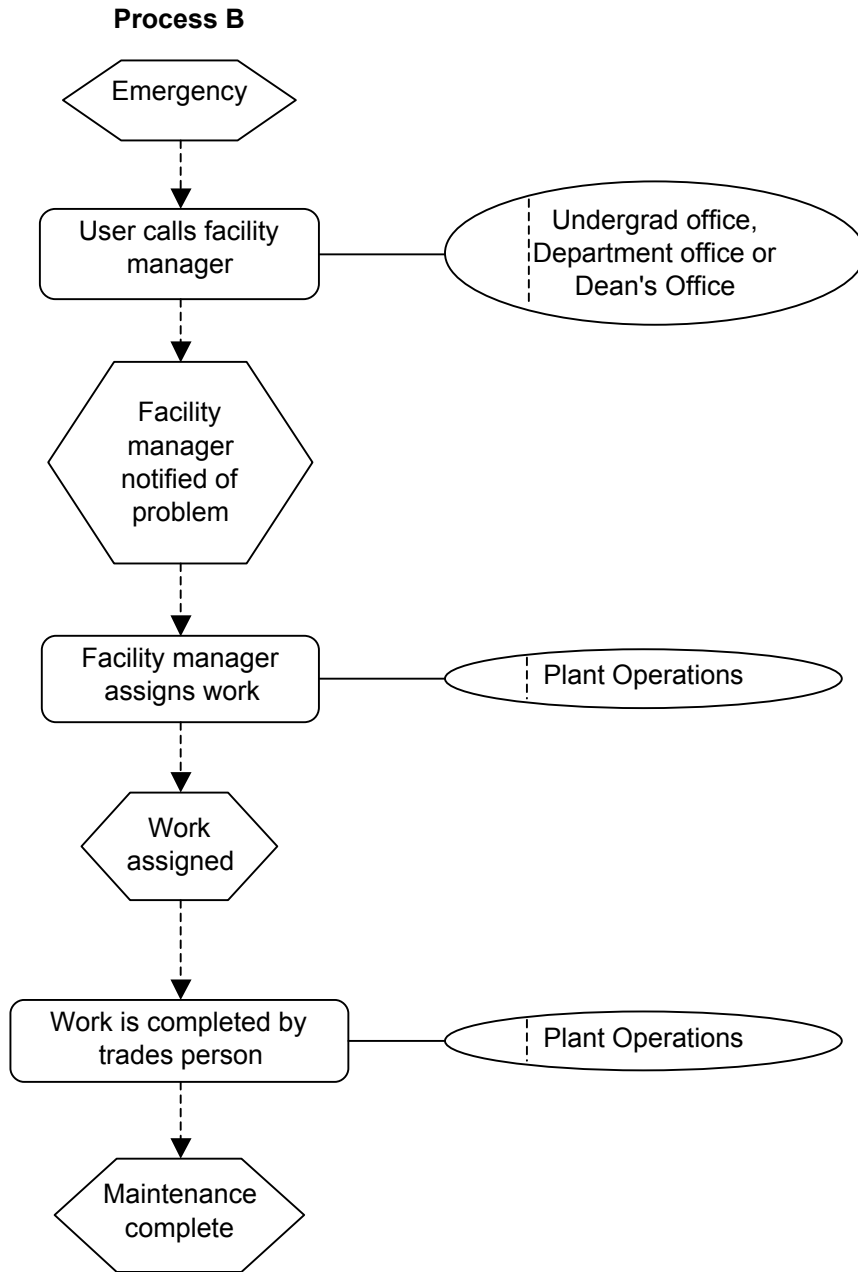 Process B
Emergency
User calls facility
manager
Undergrad office,
Department office or
Dean's Office
Facility
manager
notified of
problem
Facility manager
assigns work
Plant Operations
Work
assigned
Work is completed by
trades person
Plant Operations
Maintenance
complete